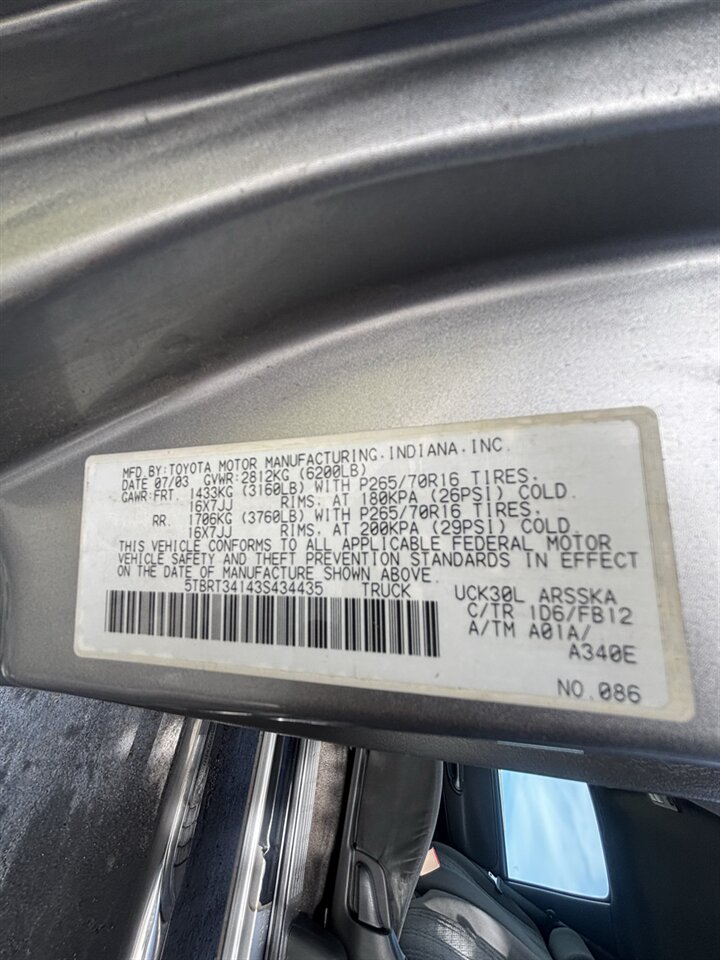 MFD BY:TOYOTA MOTOR MANUFACTURING.INDIANA.INC.
DATE 07/03 GVWR:2812KG (6200LB)
GAWR:FRT. 1433KG (3160LB) WITH P265/70R16 TIRES,
16X7JJ RIMS, AT 180KPA (26PSI) COLD.
RR. 1706KG (3760LB) WITH P265/70R16 TIRES,
16X7JJ RIMS, AT 200KPA (29PSI) COLD.
THIS VEHICLE CONFORMS TO ALL APPLICABLE FEDERAL MOTOR
VEHICLE SAFETY AND THEFT PREVENTION STANDARDS IN EFFECT
ON THE DATE OF MANUFACTURE SHOWN ABOVE.
5TBRT34143S434435 TRUCK UCK30L ARSSKA
C/TR 1D6/FB12
A/TM A01A/
A340E
NO.086